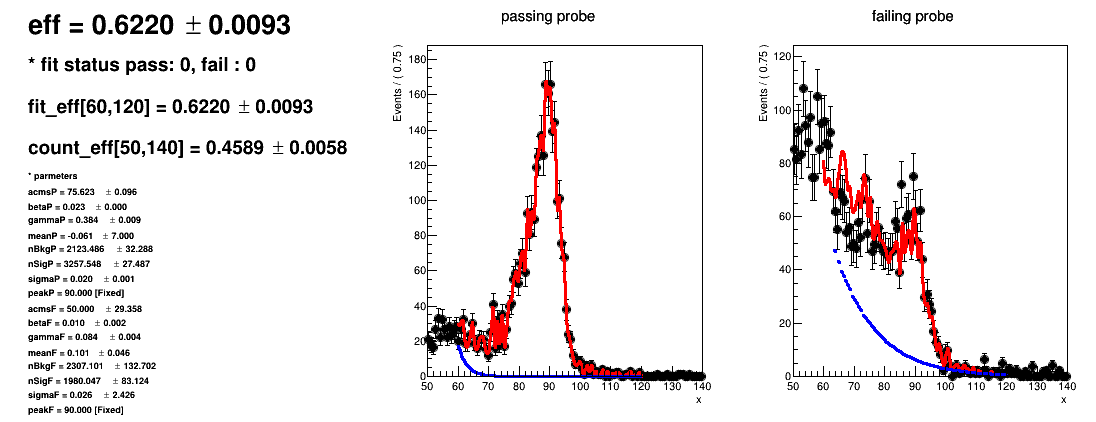 eff = 0.6220 ± 0.0093
* fit status pass: 0, fail : 0
fit_eff[60,120] = 0.6220 ± 0.0093
count_eff[50,140] = 0.4589 ± 0.0058
* parmeters
acmsP = 75.623 ± 0.096
betaP = 0.023 ± 0.000
gammaP = 0.384 ± 0.009
meanP = -0.061 ± 7.000
nBkgP = 2123.486 ± 32.288
nSigP = 3257.548 ± 27.487
sigmaP = 0.020 ± 0.001
peakP = 90.000 [Fixed]
acmsF = 50.000 ± 29.358
betaF = 0.010 ± 0.002
gammaF = 0.084 ± 0.004
meanF = 0.101 ± 0.046
nBkgF = 2307.101 ± 132.702
nSigF = 1980.047 ± 83.124
sigmaF = 0.026 ± 2.426
peakF = 90.000 [Fixed]
passing probe
Events / ( 0.75 )
180
160
140
120
100
80
60
40
20
0
50 60 70 80 90 100 110 120 130 140
x
failing probe
Events / ( 0.75 )
120
100
80
60
40
20
0
50 60 70 80 90 100 110 120 130 140
x